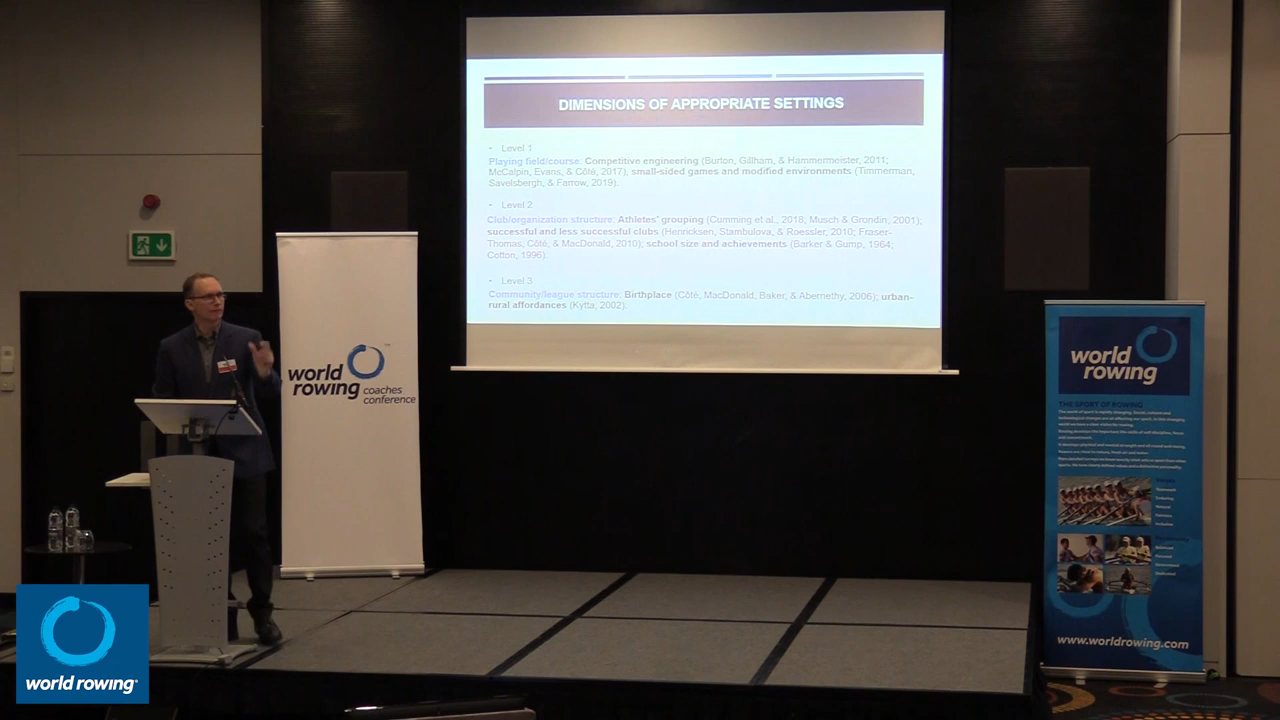 DIMENSIONS OF APPROPRIATE SETTINGS
- Level 1
Playing field/course: Competitive engineering (Burton, Gillham, & Hammermeister, 2011;
McCalpin, Evans, & Côté, 2017), small-sided games and modified environments (Timmerman,
Savelsbergh, & Farrow, 2019).
- Level 2
Club/organization structure: Athletes' grouping (Cumming et al., 2018; Musch & Grondin, 2001);
successful and less successful clubs (Henricksen, Stambulova, & Roessler, 2010; Fraser-
Thomas, Côté, & MacDonald, 2010); school size and achievements (Barker & Gump, 1964;
Cotton, 1996).
- Level 3
Community/league structure: Birthplace (Côté, MacDonald, Baker, & Abernethy, 2006); urban-
rural affordances (Kytta, 2002).
world
rowing coaches
conference
world
rowing
THE SPORT OF ROWING
www.worldrowing.com
world rowing